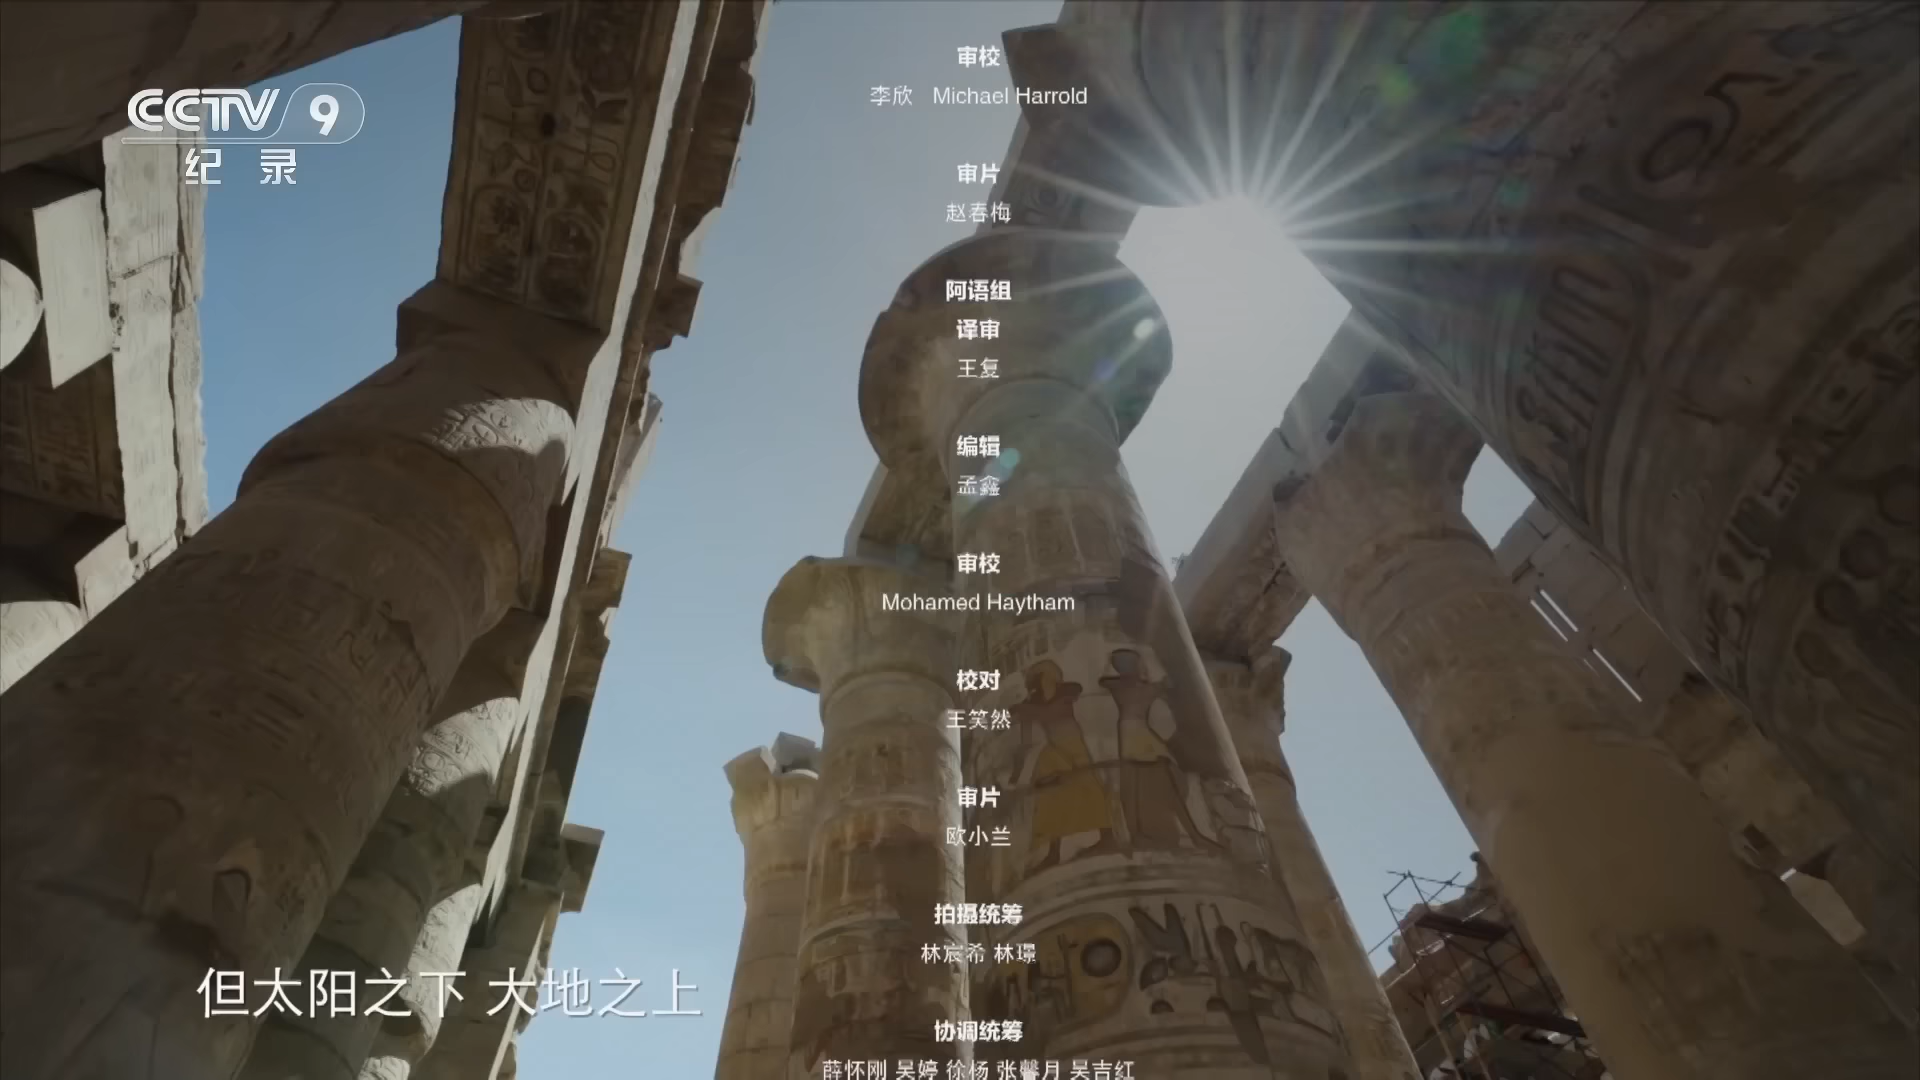 CCTV 9
纪录
审校
李欣 Michael Harrold
审片
赵春梅
阿语组
译审
王复
编辑
孟鑫
审校
Mohamed Haytham
校对
王笑然
审片
欧小兰
拍摄统筹
林宸希 林璟
协调统筹
薛怀刚 吴婷 徐杨 张馨月 吴吉红
但太阳之下 大地之上